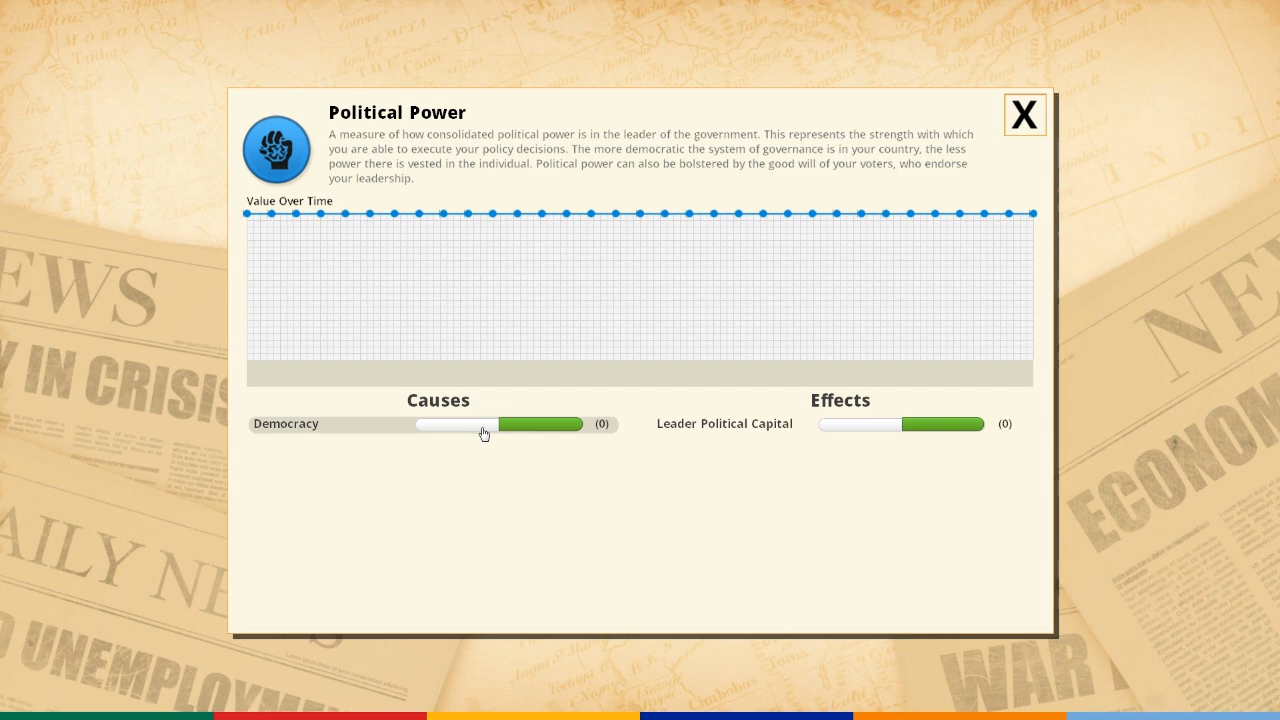 Political Power
X
A measure of how consolidated political power is in the leader of the government. This represents the strength with which
you are able to execute your policy decisions. The more democratic the system of governance is in your country, the less
power there is vested in the individual. Political power can also be bolstered by the good will of your voters, who endorse
your leadership.
Value Over Time
Causes
Effects
Democracy (0)
Leader Political Capital (0)
EWS
Y IN CRISIS
AILY NE
UNEMPLOYM
NE
ECONOM
WAR